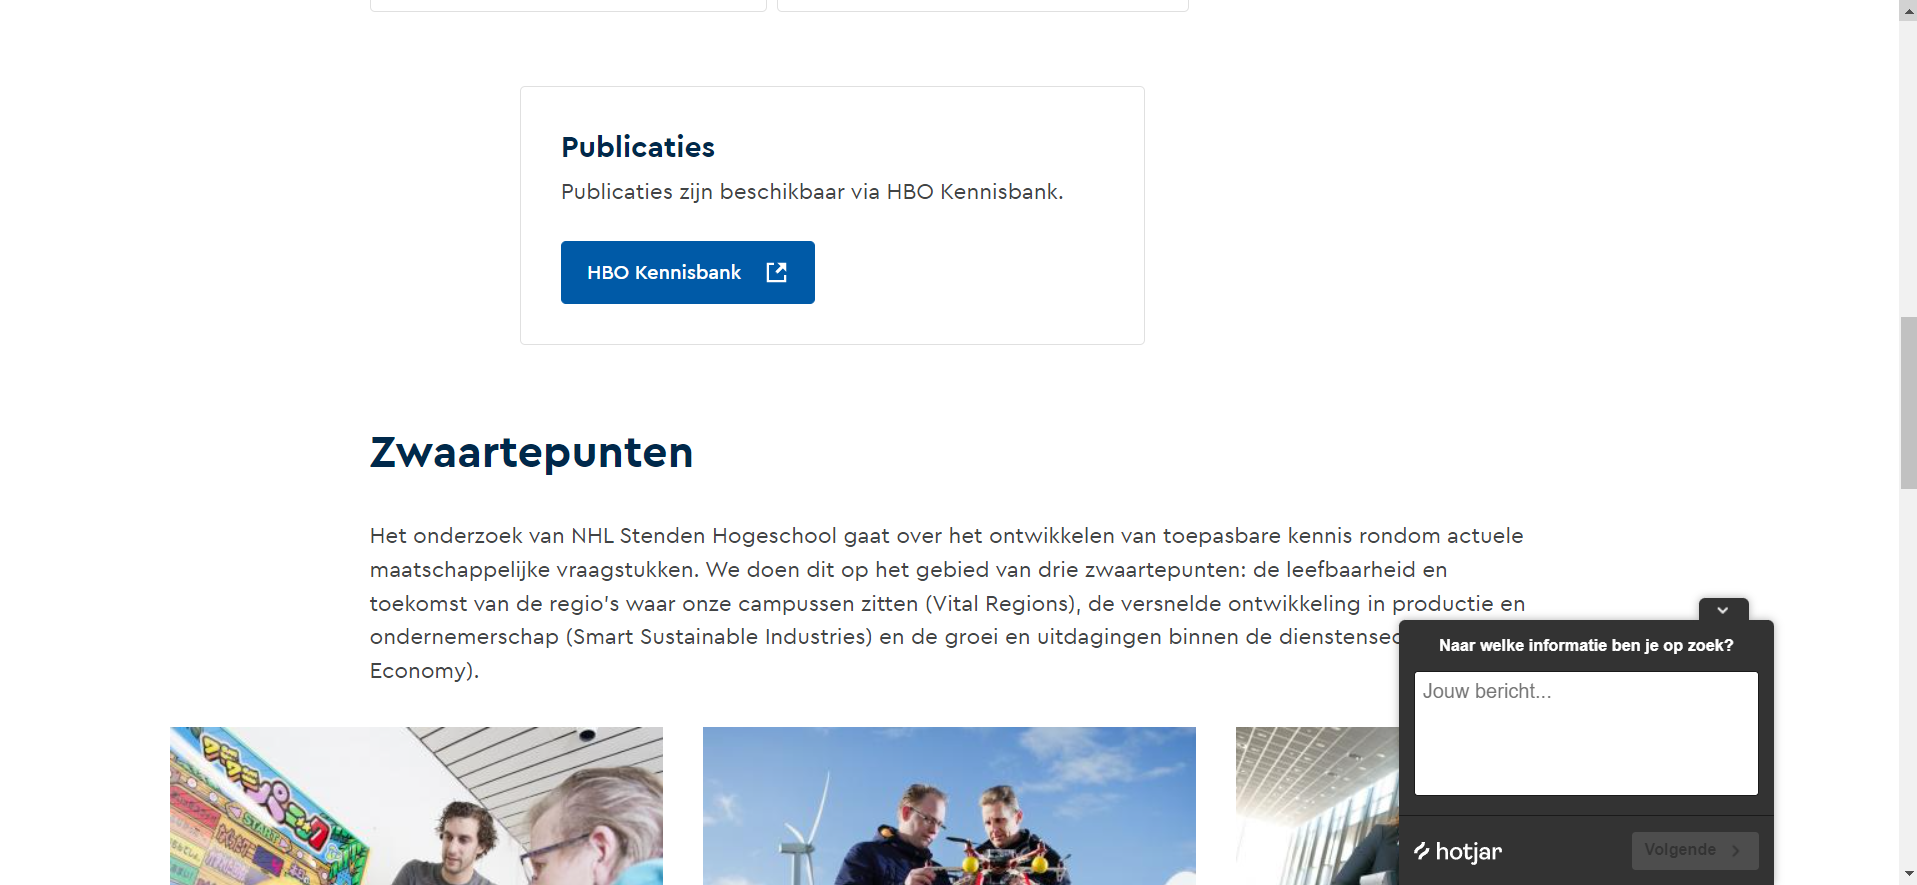 Publicaties
Publicaties zijn beschikbaar via HBO Kennisbank.
HBO Kennisbank
Zwaartepunten
Het onderzoek van NHL Stenden Hogeschool gaat over het ontwikkelen van toepasbare kennis rondom actuele
maatschappelijke vraagstukken. We doen dit op het gebied van drie zwaartepunten: de leefbaarheid en
toekomst van de regio's waar onze campussen zitten (Vital Regions), de versnelde ontwikkeling in productie en
ondernemerschap (Smart Sustainable Industries) en de groei en uitdagingen binnen de
Economy).
START
Naar welke informatie ben je op zoek?
Jouw bericht...
hotjar
Volgende